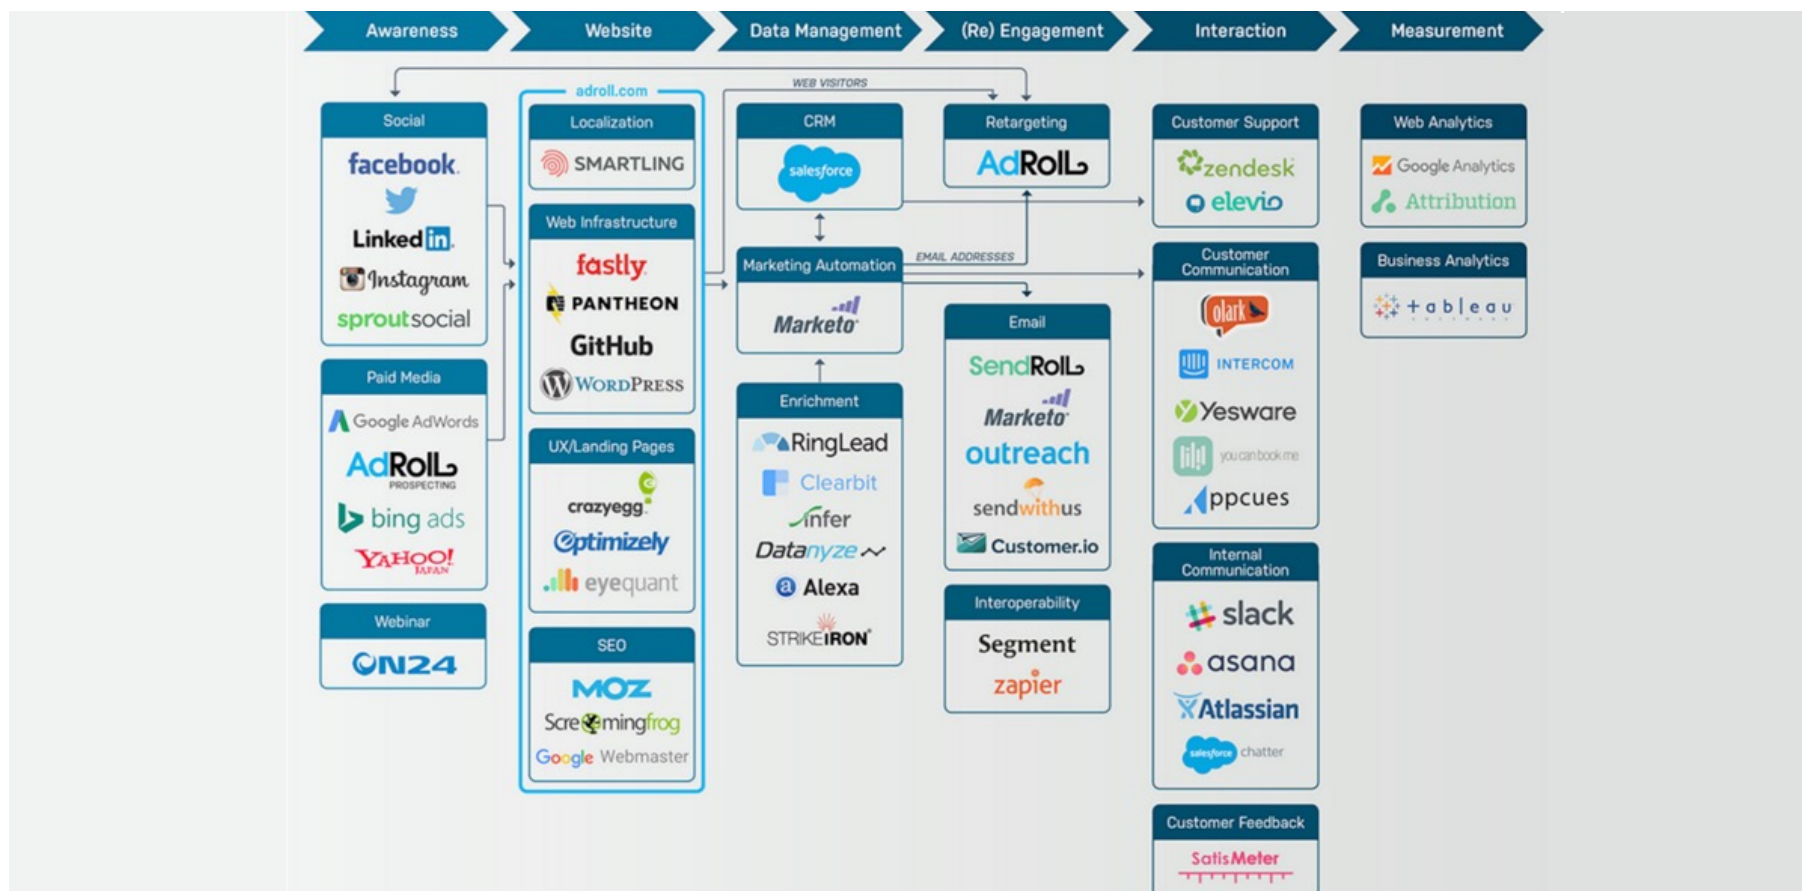 Awareness
Website
Data Management
(Re) Engagement
Interaction
Measurement
WEB VISITORS
adroll.com
Social
facebook
Linked in
Instagram
sproutsocial
Paid Media
Google AdWords
AdRoll
PROSPECTING
bing ads
YAHOO!
JAPAN
Webinar
ON24
Localization
SMARTLING
Web Infrastructure
fastly
PANTHEON
GitHub
WORDPRESS
UX/Landing Pages
crazyegg
Optimizely
eyequant
SEO
MOZ
Screamingfrog
Google Webmaster
CRM
salesforce
Marketing Automation
Marketo
Enrichment
RingLead
Clearbit
infer
Datanyze
Alexa
STRIKEIRON
EMAIL ADDRESSES
Retargeting
AdRoll
Email
SendRoll
Marketo
outreach
sendwithus
Customer.io
Interoperability
Segment
zapier
Customer Support
zendesk
elevio
Customer
Communication
olark
INTERCOM
Yesware
youcanbookme
Appcues
Internal
Communication
slack
asana
Atlassian
salesforce chatter
Customer Feedback
SatisMeter
Web Analytics
Google Analytics
Attribution
Business Analytics
+ableau